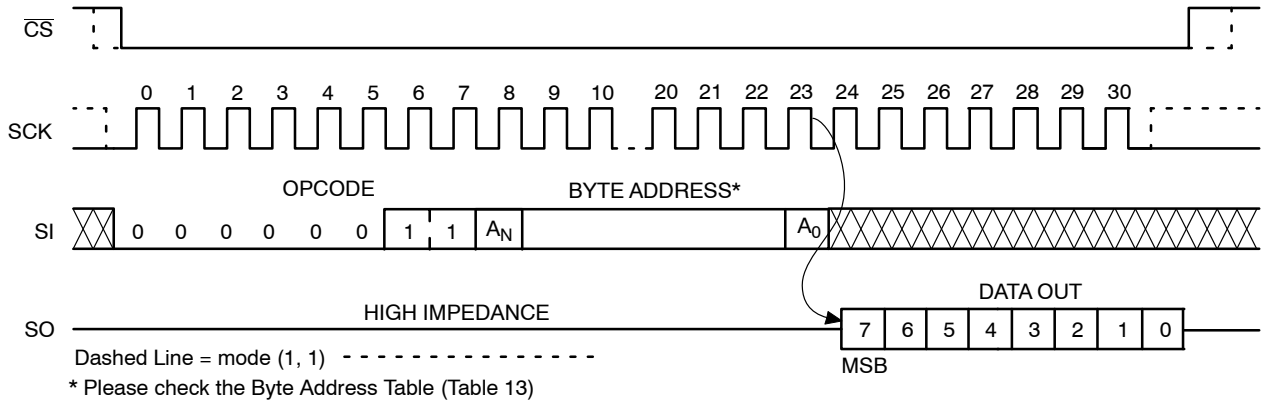 CS
0 1 2 3 4 5 6 7 8 9 10 20 21 22 23 24 25 26 27 28 29 30
SCK
OPCODE BYTE ADDRESS*
SI 0 0 0 0 0 0 1 1 AN A0
DATA OUT
HIGH IMPEDANCE
SO 7 6 5 4 3 2 1 0
Dashed Line = mode (1, 1) - - - - - - - - - - - - - - - -
MSB
* Please check the Byte Address Table (Table 13)